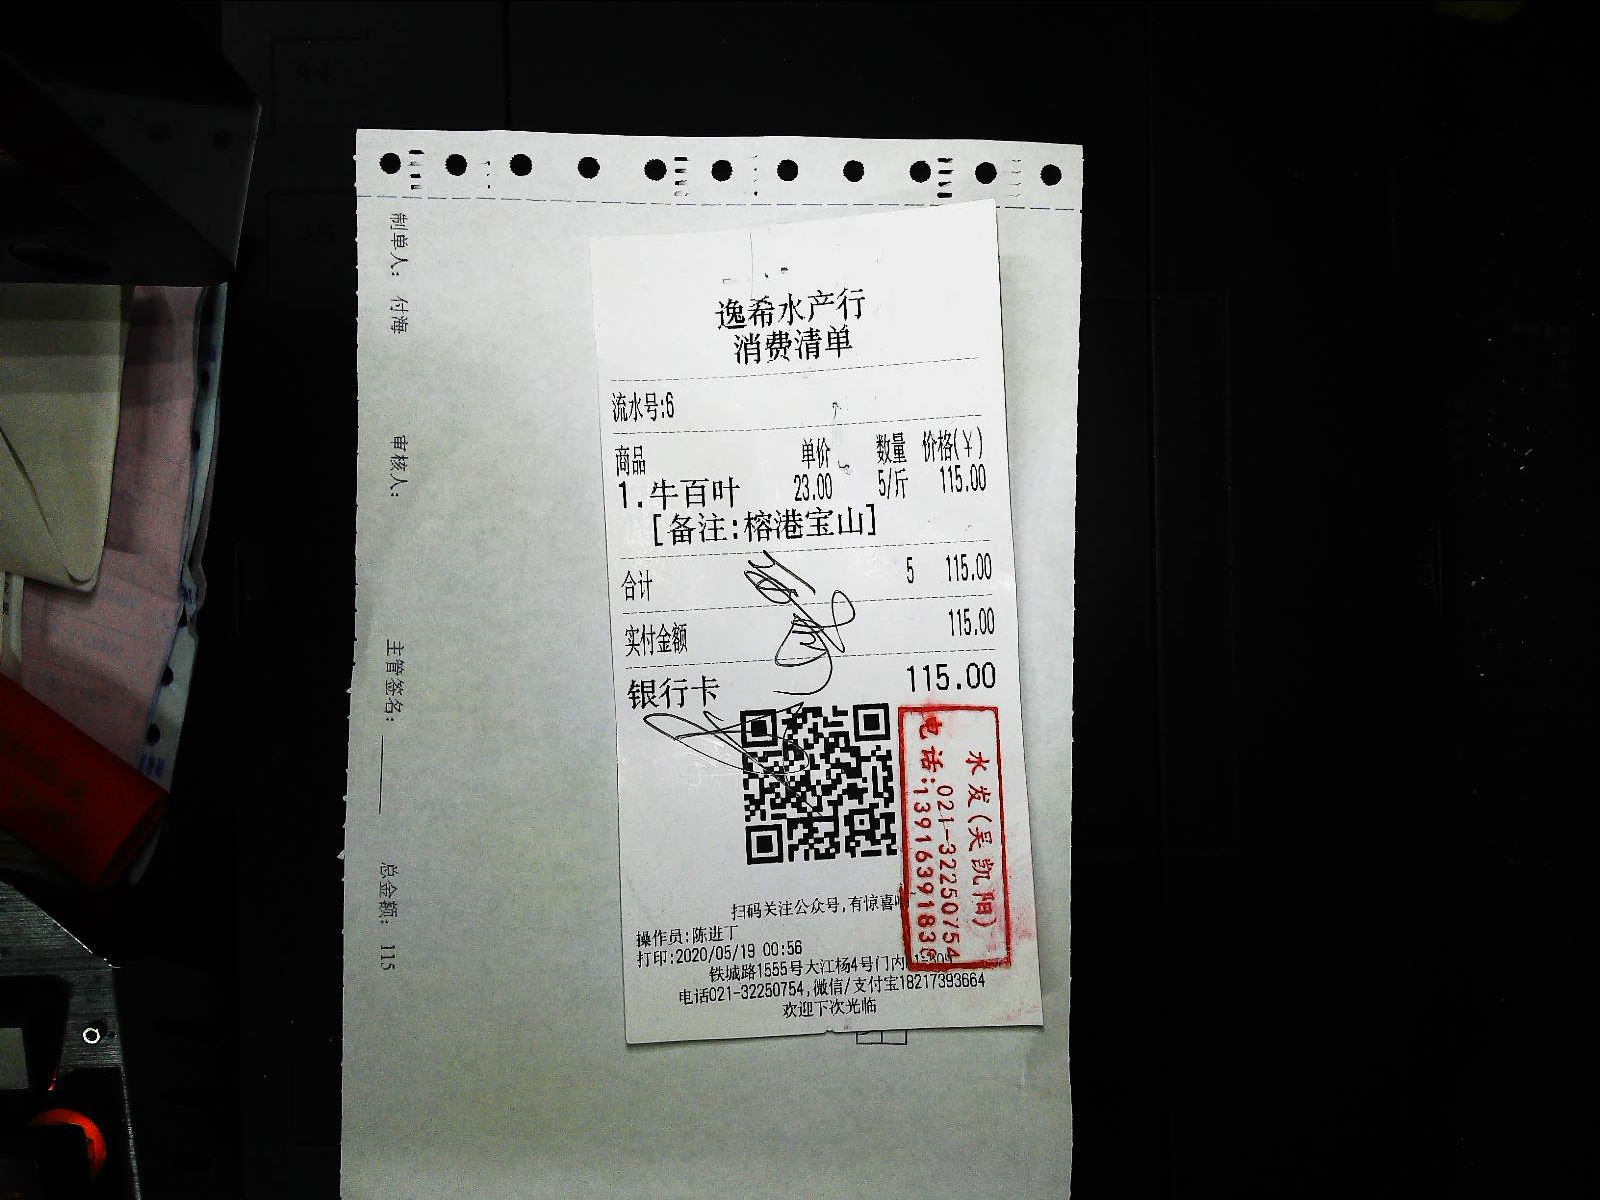 制单人: 付海
审核人:
主管签名:
总金额: 115
逸希水产行
消费清单
流水号:6
商品 单价 数量 价格(¥)
1.牛百叶 23.00 5/斤 115.00
[备注:榕港宝山]
合计 5 115.00
实付金额 115.00
银行卡 115.00
水发(吴凯阳)
021-32250754
电话:13916391836
扫码关注公众号,有惊喜
操作员:陈进丁
打印:2020/05/19 00:56
铁城路1555号大江杨4号门内
电话021-32250754,微信/支付宝18217393664
欢迎下次光临